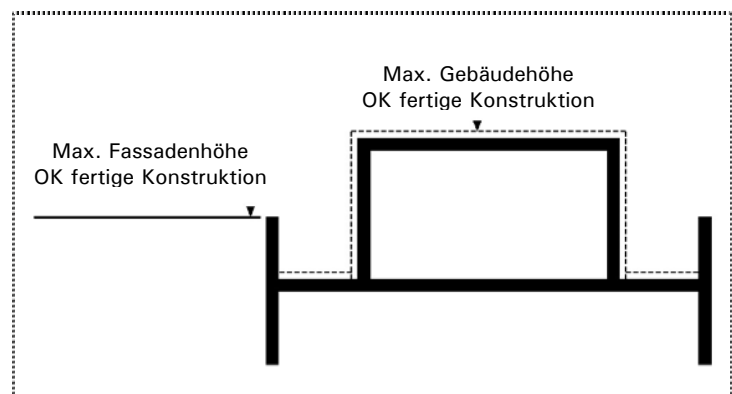 Max. Gebäudehöhe
OK fertige Konstruktion
Max. Fassadenhöhe
OK fertige Konstruktion